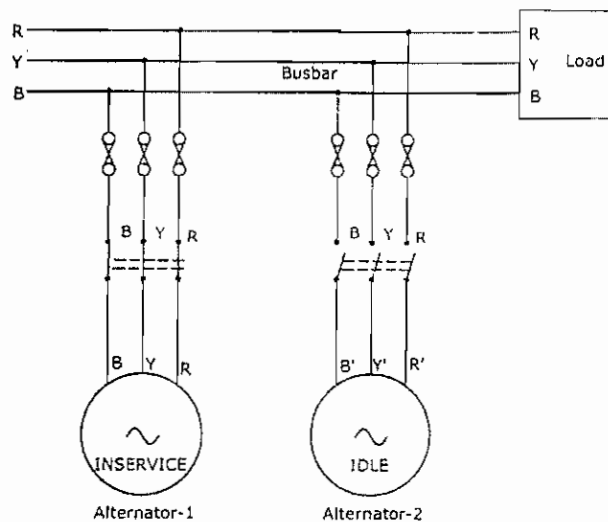 R R
Y Y Load
Busbar
B B
B Y R B Y R
B Y R B' Y' R'
INSERVICE IDLE
Alternator-1 Alternator-2